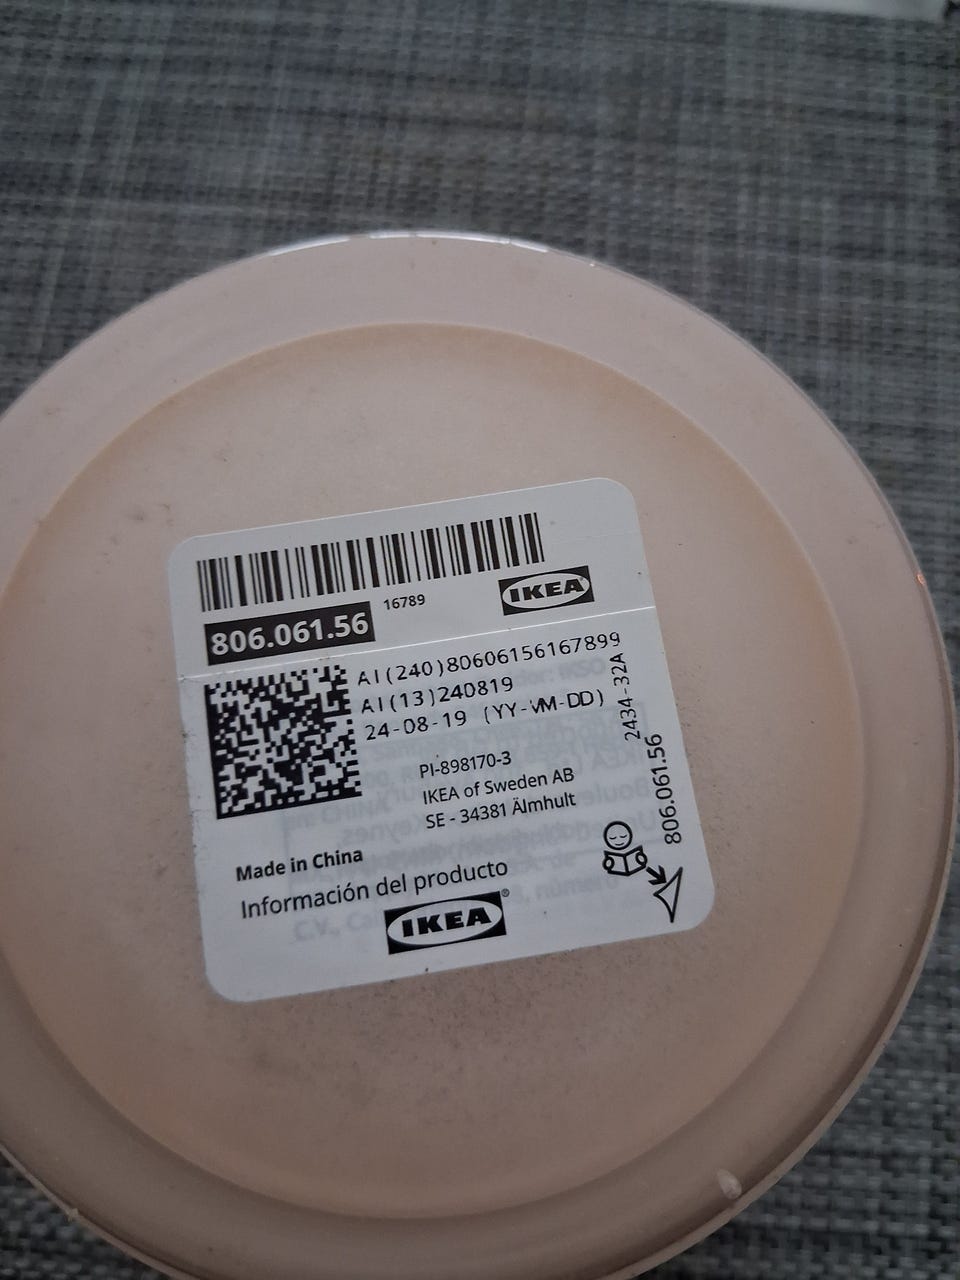 16789
IKEA
806.061.56
AI(240)80606156167899
AI(13)240819
24-08-19 (YY-MM-DD)
2434-32A
PI-898170-3
IKEA of Sweden AB
SE - 34381 Älmhult
806.061.56
Made in China
Información del producto
IKEA®